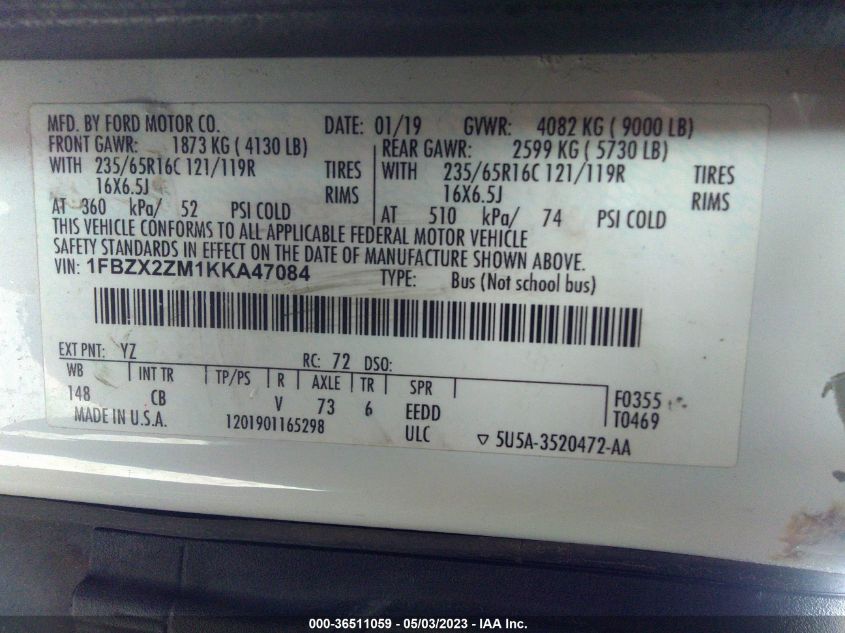 MFD. BY FORD MOTOR CO. DATE: 01/19 GVWR: 4082 KG ( 9000 LB)
FRONT GAWR: 1873 KG ( 4130 LB) REAR GAWR: 2599 KG ( 5730 LB)
WITH 235/65R16C 121/119R TIRES WITH 235/65R16C 121/119R TIRES
16X6.5J RIMS 16X6.5J RIMS
AT 360 kPa/ 52 PSI COLD AT 510 kPa/ 74 PSI COLD
THIS VEHICLE CONFORMS TO ALL APPLICABLE FEDERAL MOTOR VEHICLE
SAFETY STANDARDS IN EFFECT ON THE DATE OF MANUFACTURE SHOWN ABOVE.
VIN: 1FBZX2ZM1KKA47084 TYPE: Bus (Not school bus)
EXT PNT: YZ RC: 72 DSO:
WB INT TR TP/PS R AXLE TR SPR
148 CB V 73 6 EEDD F0355
MADE IN U.S.A. 1201901165298 ULC T0469
▽ 5U5A-3520472-AA
000-36511059 - 05/03/2023 - IAA Inc.